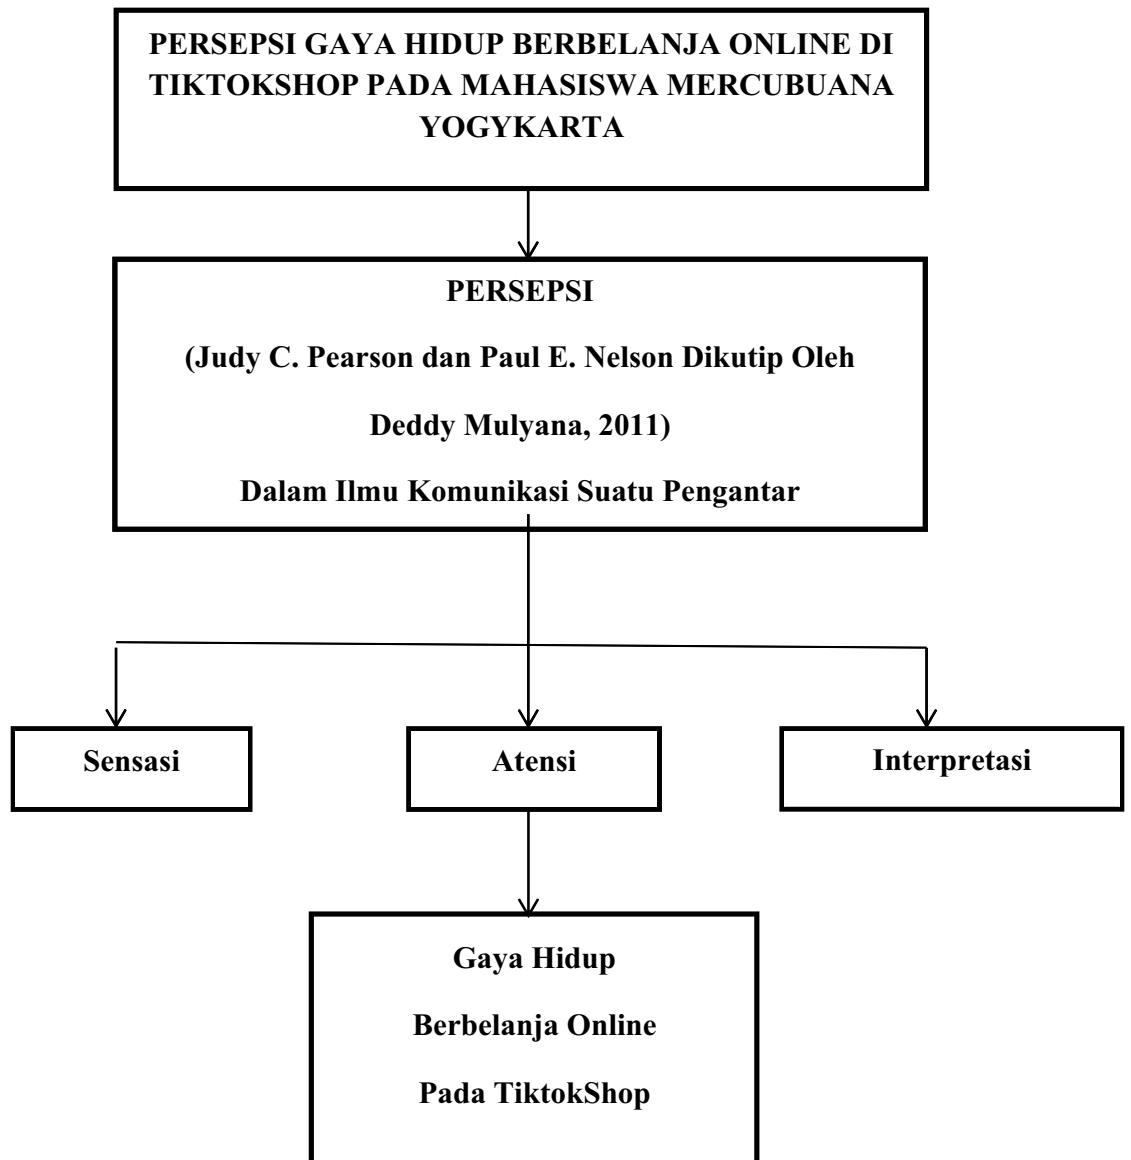 PERSEPSI GAYA HIDUP BERBELANJA ONLINE DI
TIKTOKSHOP PADA MAHASISWA MERCUBUANA
YOGYKARTA
PERSEPSI
(Judy C. Pearson dan Paul E. Nelson Dikutip Oleh
Deddy Mulyana, 2011)
Dalam Ilmu Komunikasi Suatu Pengantar
Sensasi
Atensi
Interpretasi
Gaya Hidup
Berbelanja Online
Pada TiktokShop